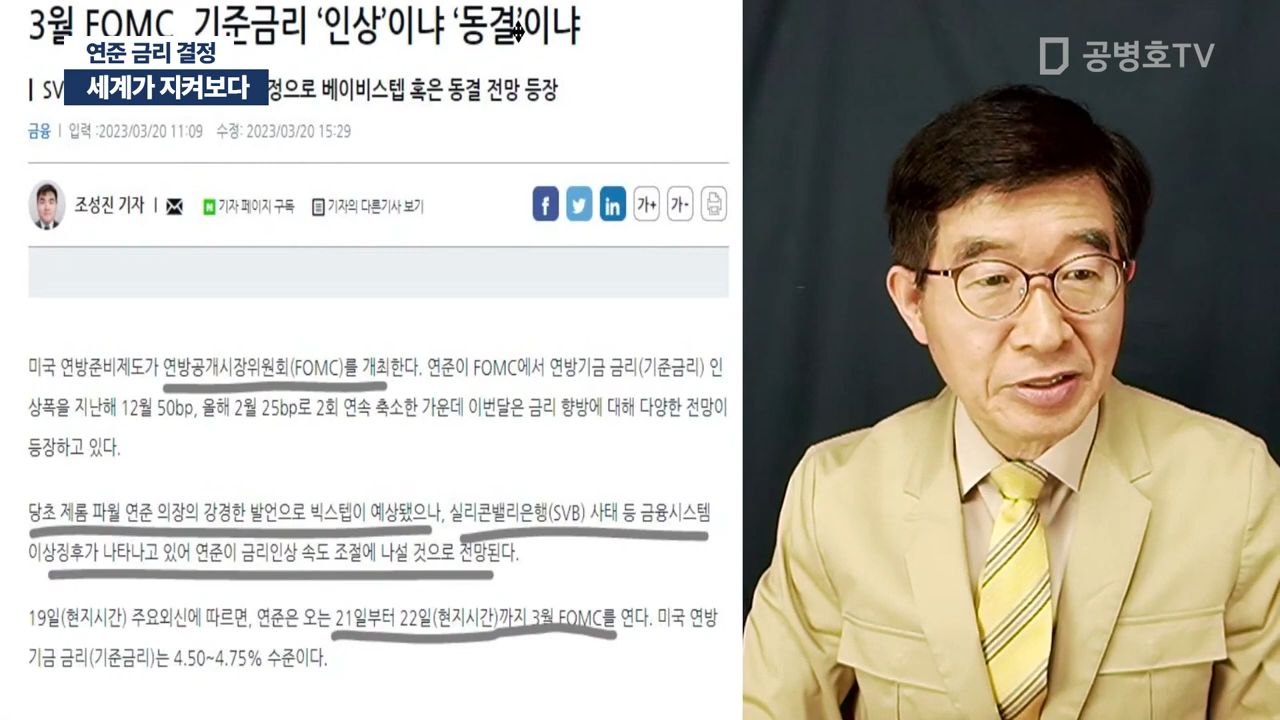 3월 FOMC 기준금리 ‘인상’이냐 ‘동결’이냐
연준 금리 결정
세계가 지켜보다
SV 정으로 베이비스텝 혹은 동결 전망 등장
금융 | 입력 :2023/03/20 11:09 수정: 2023/03/20 15:29
조성진 기자 |
기자 페이지 구독
기자의 다른기사 보기
f
in
가+
가-
미국 연방준비제도가 연방공개시장위원회(FOMC)를 개최한다. 연준이 FOMC에서 연방기금 금리(기준금리) 인
상폭을 지난해 12월 50bp, 올해 2월 25bp로 2회 연속 축소한 가운데 이번달은 금리 향방에 대해 다양한 전망이
등장하고 있다.
당초 제롬 파월 연준 의장의 강경한 발언으로 빅스텝이 예상됐으나, 실리콘밸리은행(SVB) 사태 등 금융시스템
이상징후가 나타나고 있어 연준이 금리인상 속도 조절에 나설 것으로 전망된다.
19일(현지시간) 주요외신에 따르면, 연준은 오는 21일부터 22일(현지시간)까지 3월 FOMC를 연다. 미국 연방
기금 금리(기준금리)는 4.50~4.75% 수준이다.
공병호TV